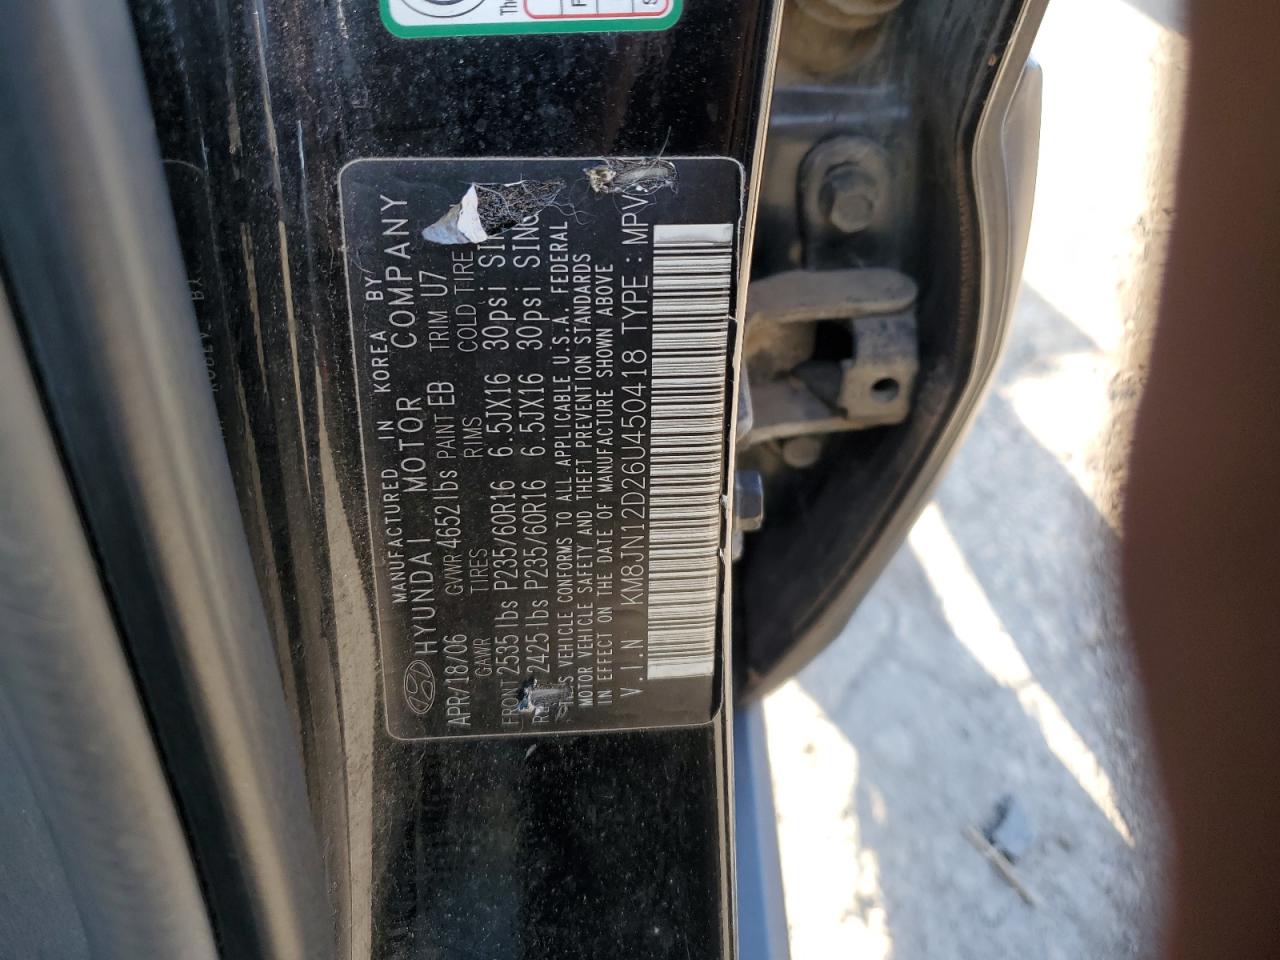 MANUFACTURED IN KOREA BY
HYUNDAI MOTOR COMPANY
APR/18/06 GVWR 4652lbs PAINT EB TRIM U7
GAWR TIRES RIMS COLD TIRE
2535lbs P235/60R16 6.5JX16 30psi
2425lbs P235/60R16 6.5JX16 30psi
VEHICLE CONFORMS TO ALL APPLICABLE U.S.A. FEDERAL
MOTOR VEHICLE SAFETY AND THEFT PREVENTION STANDARDS
IN EFFECT ON THE DATE OF MANUFACTURE SHOWN ABOVE
V.I.N KM8JN12D26U450418 TYPE : MPV